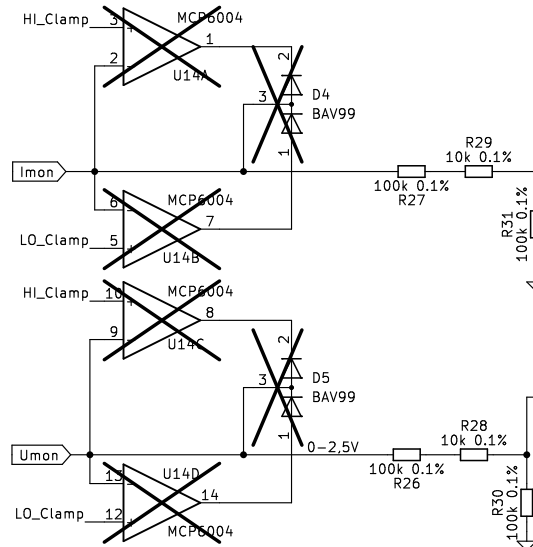 HI_Clamp
3
MCP6004
1
2
U14A
2
3
D4
BAV99
1
Imon
R29
10k 0.1%
100k 0.1%
R27
R31
100k 0.1%
6
MCP6004
7
LO_Clamp
5
U14B
HI_Clamp
10
MCP6004
8
9
U14C
2
3
D5
BAV99
1
Umon
0-2,5V
R28
10k 0.1%
100k 0.1%
R26
R30
100k 0.1%
13
U14D
14
LO_Clamp
12
MCP6004